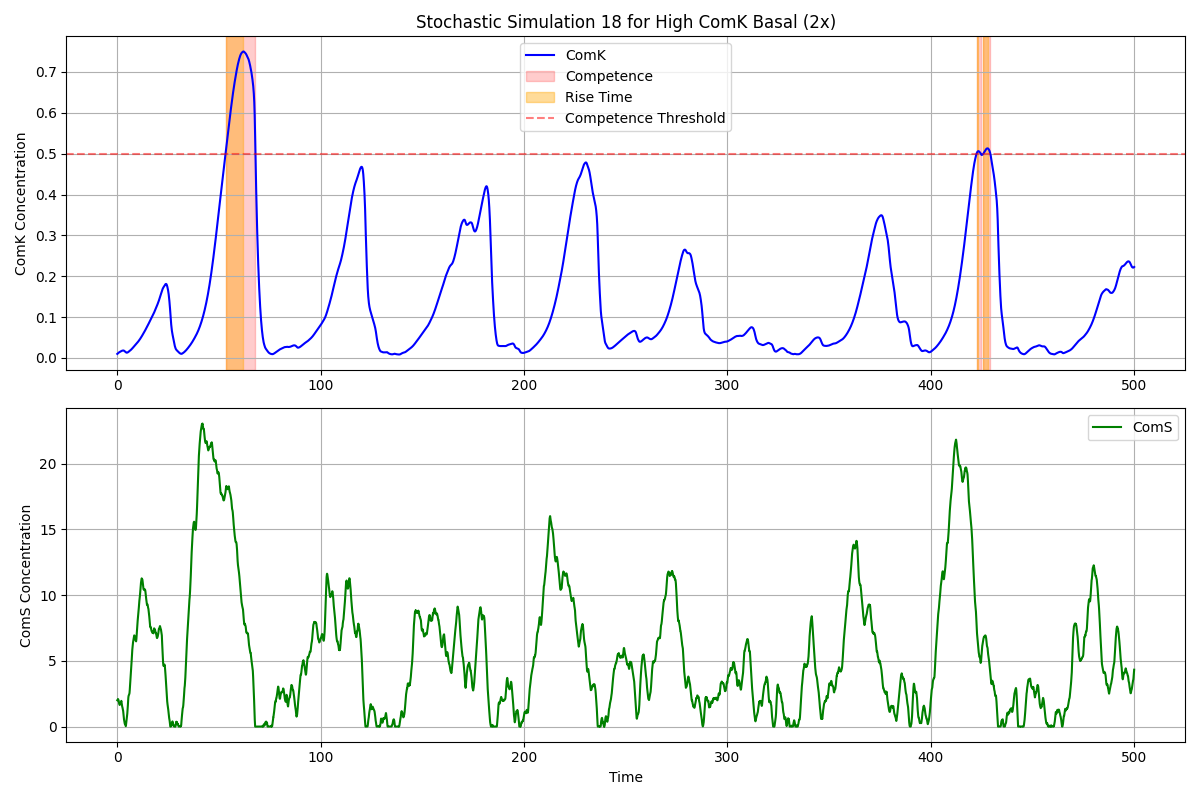 Stochastic Simulation 18 for High ComK Basal (2x)
ComK Concentration
0.7
0.6
0.5
0.4
0.3
0.2
0.1
0.0
ComK
Competence
Rise Time
Competence Threshold
0 100 200 300 400 500
ComS Concentration
20
15
10
5
0
ComS
0 100 200 300 400 500
Time